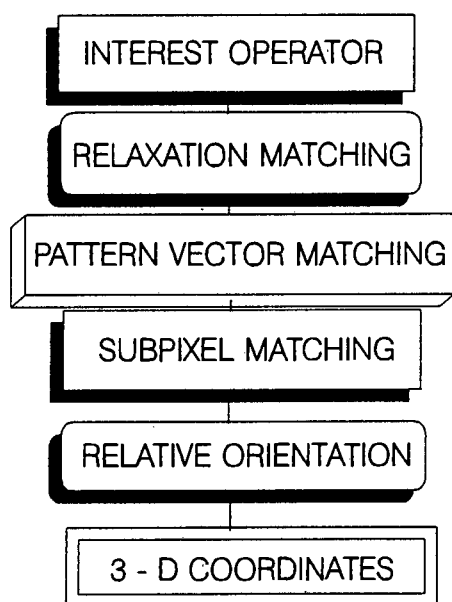 INTEREST OPERATOR
RELAXATION MATCHING
PATTERN VECTOR MATCHING
SUBPIXEL MATCHING
RELATIVE ORIENTATION
3 - D COORDINATES